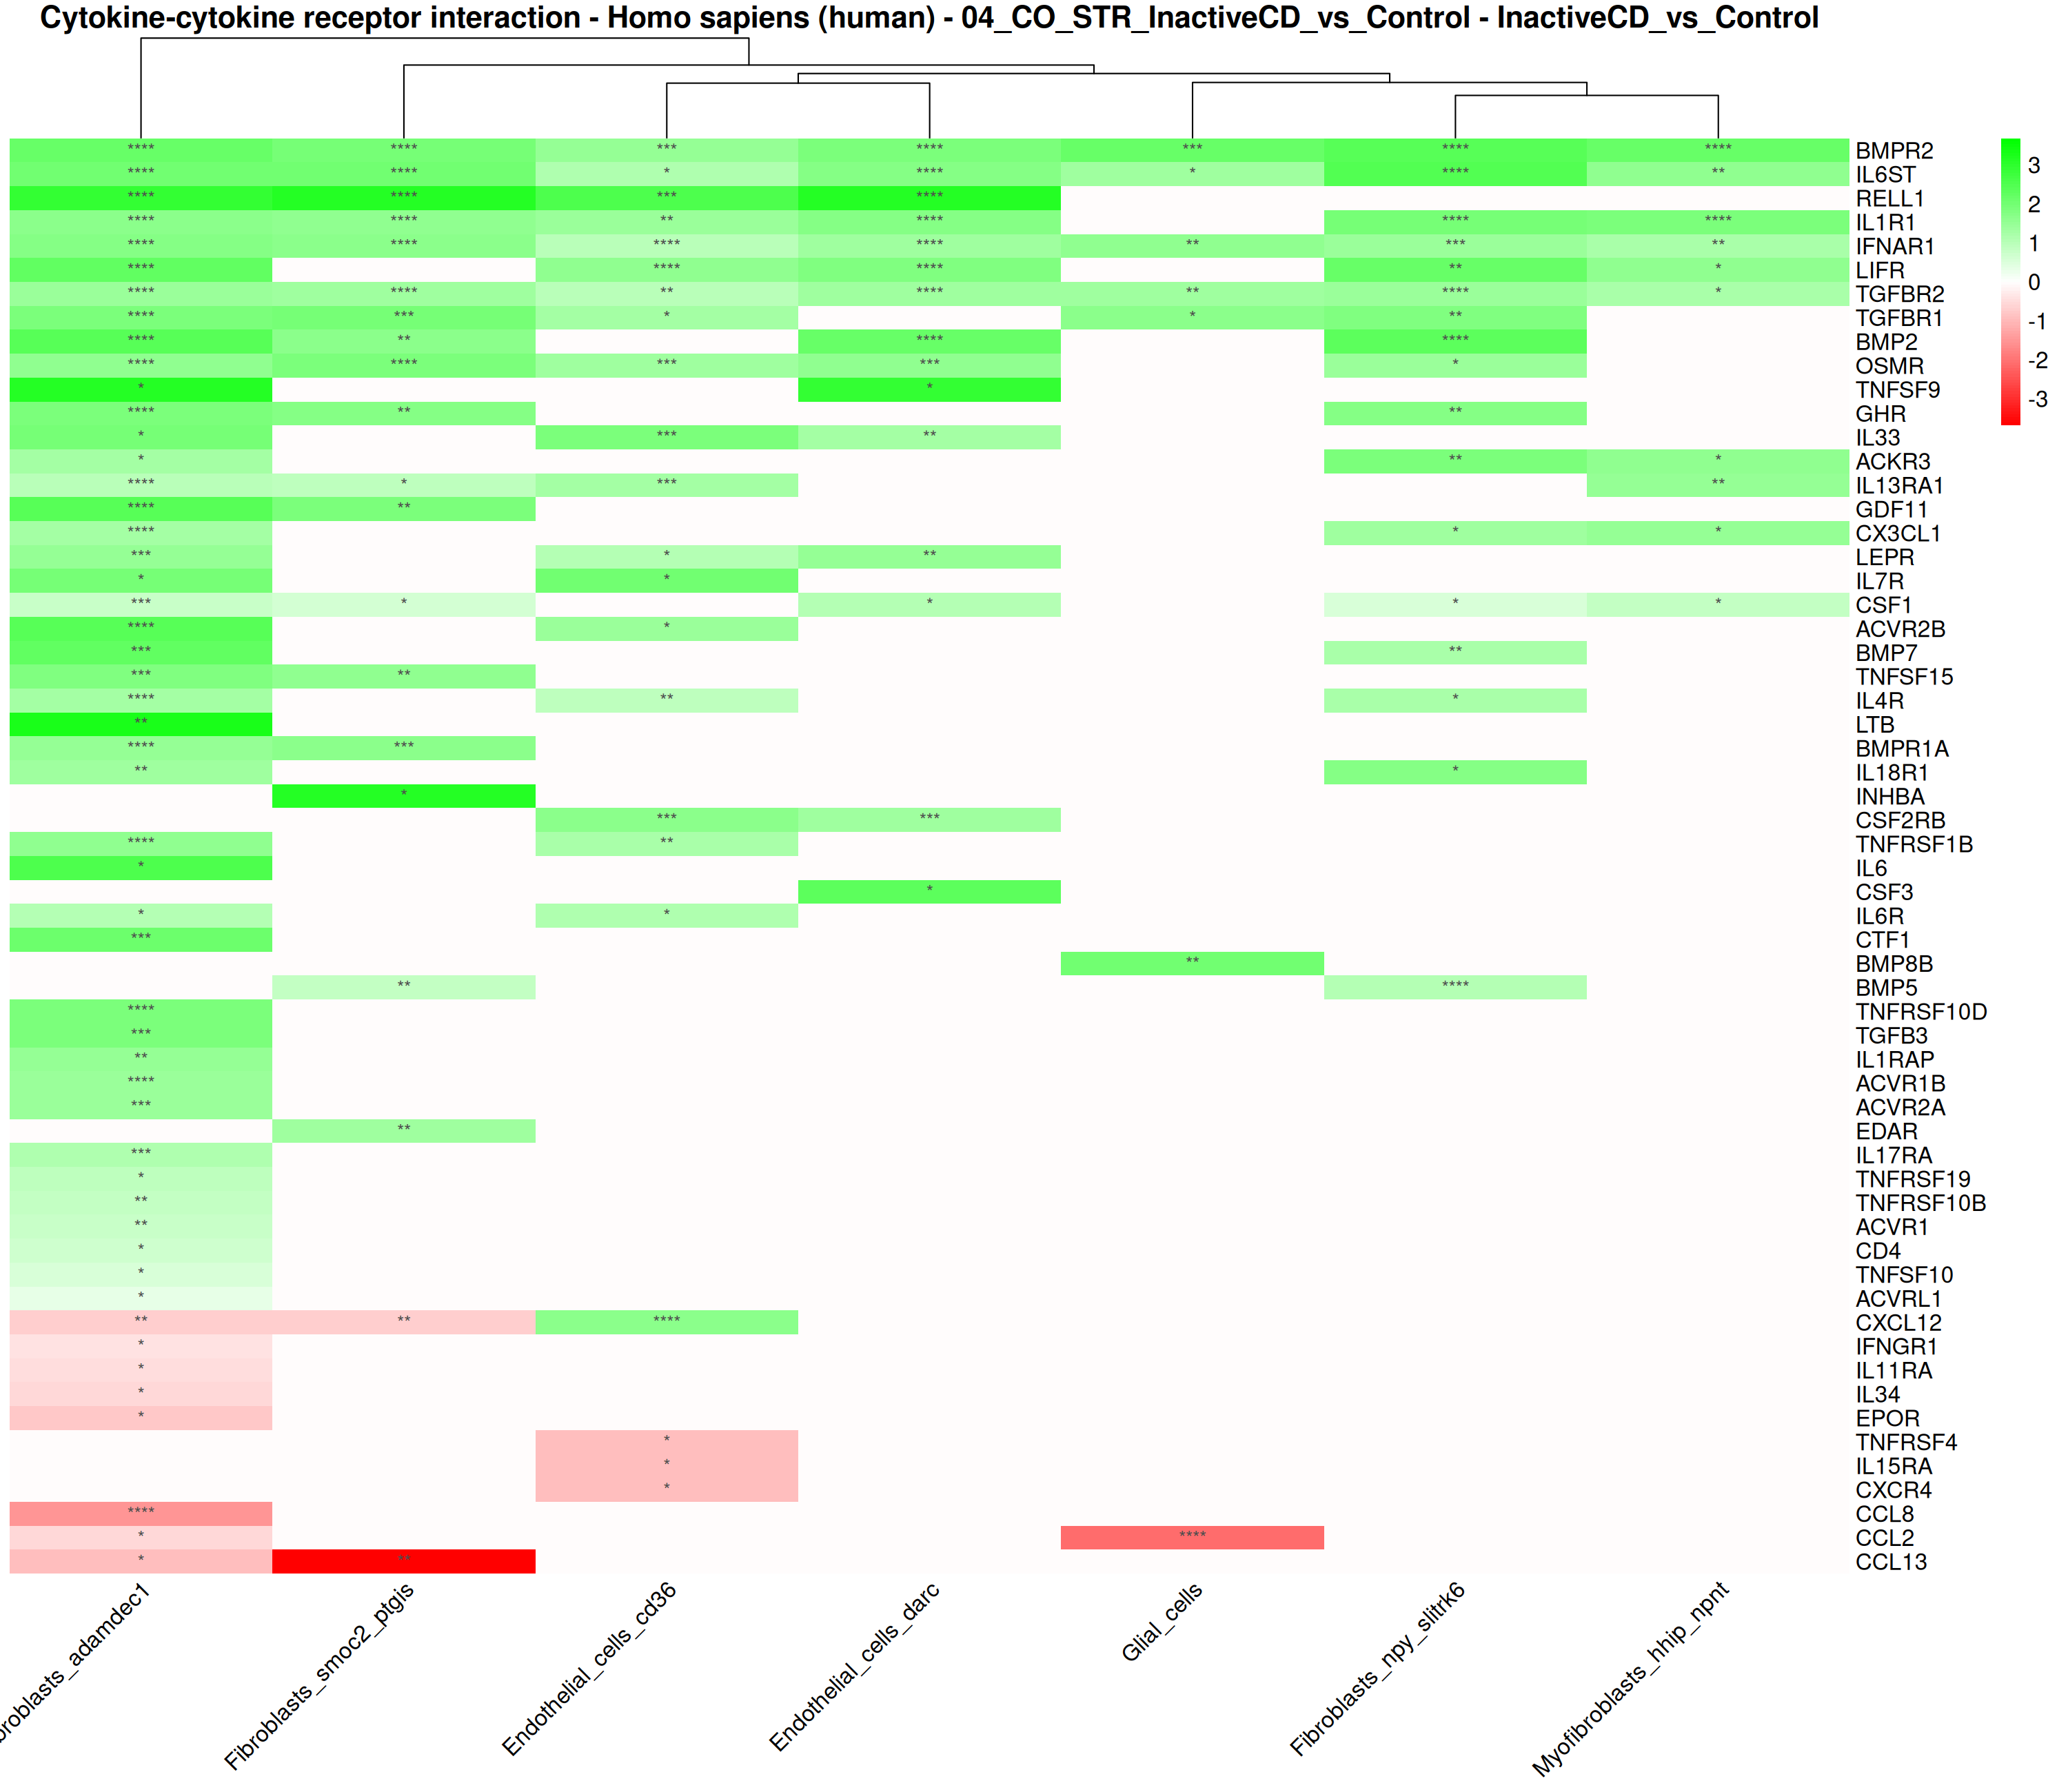 Cytokine-cytokine receptor interaction - Homo sapiens (human) - 04_CO_STR_InactiveCD_vs_Control - InactiveCD_vs_Control
**** **** *** **** *** **** **** BMPR2
**** **** * **** * **** ** IL6ST
**** **** *** **** RELL1
**** **** ** **** **** **** IL1R1
**** **** **** **** ** *** ** IFNAR1
**** **** **** ** * LIFR
**** **** ** **** ** **** * TGFBR2
**** *** * * ** TGFBR1
**** ** **** **** BMP2
**** **** *** *** * OSMR
* * TNFSF9
**** ** ** GHR
* *** ** IL33
* ** * ACKR3
**** * *** ** IL13RA1
**** ** GDF11
**** * * CX3CL1
*** * ** LEPR
* * IL7R
*** * * * * CSF1
**** * ACVR2B
*** ** BMP7
*** ** TNFSF15
**** ** * IL4R
** LTB
**** *** BMPR1A
** * IL18R1
* INHBA
*** *** CSF2RB
**** ** TNFRSF1B
* IL6
* CSF3
* * IL6R
*** CTF1
** BMP8B
** **** BMP5
**** TNFRSF10D
*** TGFB3
** IL1RAP
**** ACVR1B
*** ACVR2A
** EDAR
*** IL17RA
* TNFRSF19
** TNFRSF10B
** ACVR1
* CD4
* TNFSF10
* ACVRL1
** ** **** CXCL12
* IFNGR1
* IL11RA
* IL34
* EPOR
* TNFRSF4
* IL15RA
* CXCR4
**** CCL8
* **** CCL2
* ** CCL13
3
2
1
0
-1
-2
-3
broblasts_adamdec1
Fibroblasts_smoc2_ptgis
Endothelial_cells_cd36
Endothelial_cells_darc
Glial_cells
Fibroblasts_npy_slitrk6
Myofibroblasts_hhip_npnt